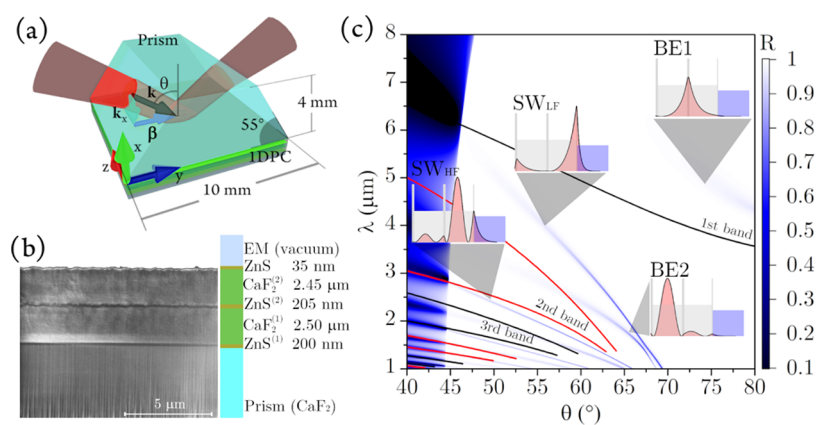 (a)
Prism
θ
k
kₓ
β
x
z
y
1DPC
55°
4 mm
10 mm
(b)
EM (vacuum)
ZnS 35 nm
CaF₂⁽²⁾ 2.45 μm
ZnS⁽²⁾ 205 nm
CaF₂⁽¹⁾ 2.50 μm
ZnS⁽¹⁾ 200 nm
Prism (CaF₂)
5 μm
(c)
λ (μm)
8
7
6
5
4
3
2
1
40 45 50 55 60 65 70 75 80
θ (°)
BE1
SW_LF
SW_HF
BE2
1st band
2nd band
3rd band
R
1
0.9
0.8
0.7
0.6
0.5
0.4
0.3
0.2
0.1